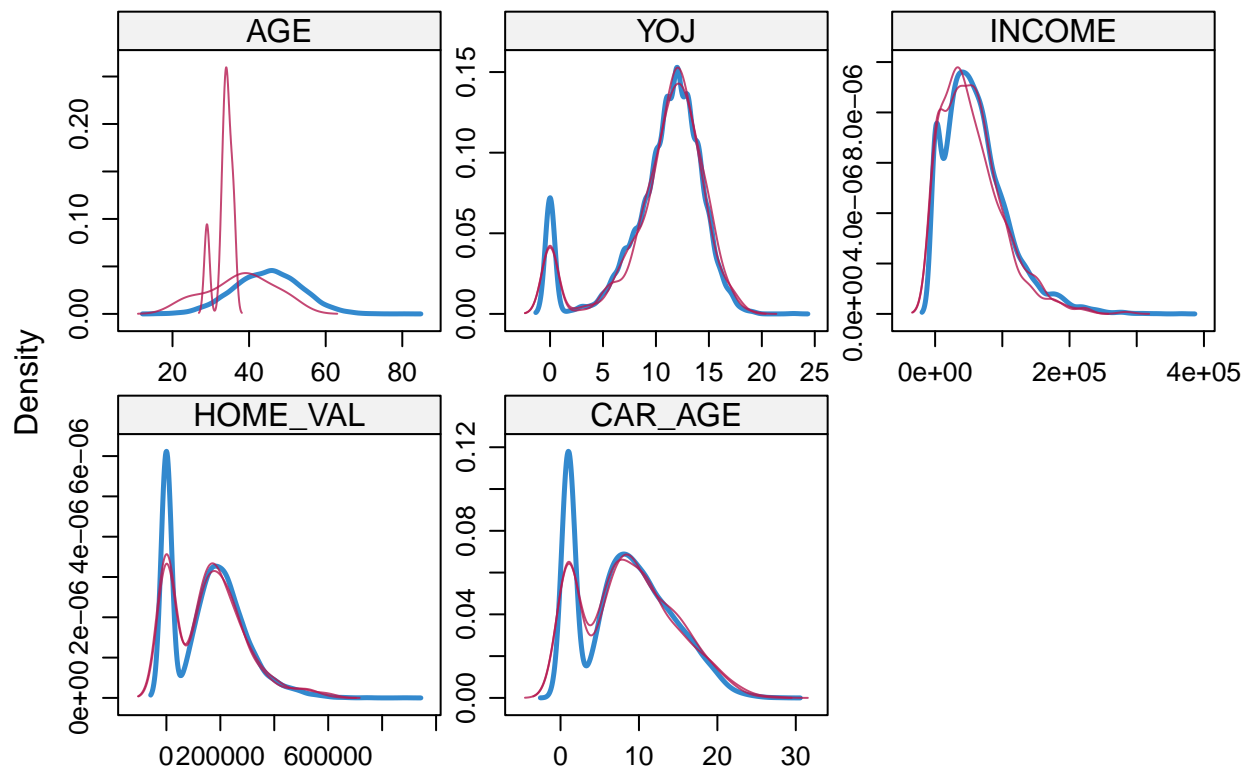 Density
AGE
0.00 0.10 0.20
20 40 60 80
YOJ
0.00 0.05 0.10 0.15
0 5 10 15 20 25
INCOME
0.0e+00 4.0e-06 8.0e-06
0e+00 2e+05 4e+05
HOME_VAL
0e+00 2e-06 4e-06 6e-06
0 200000 600000
CAR_AGE
0.00 0.04 0.08 0.12
0 10 20 30